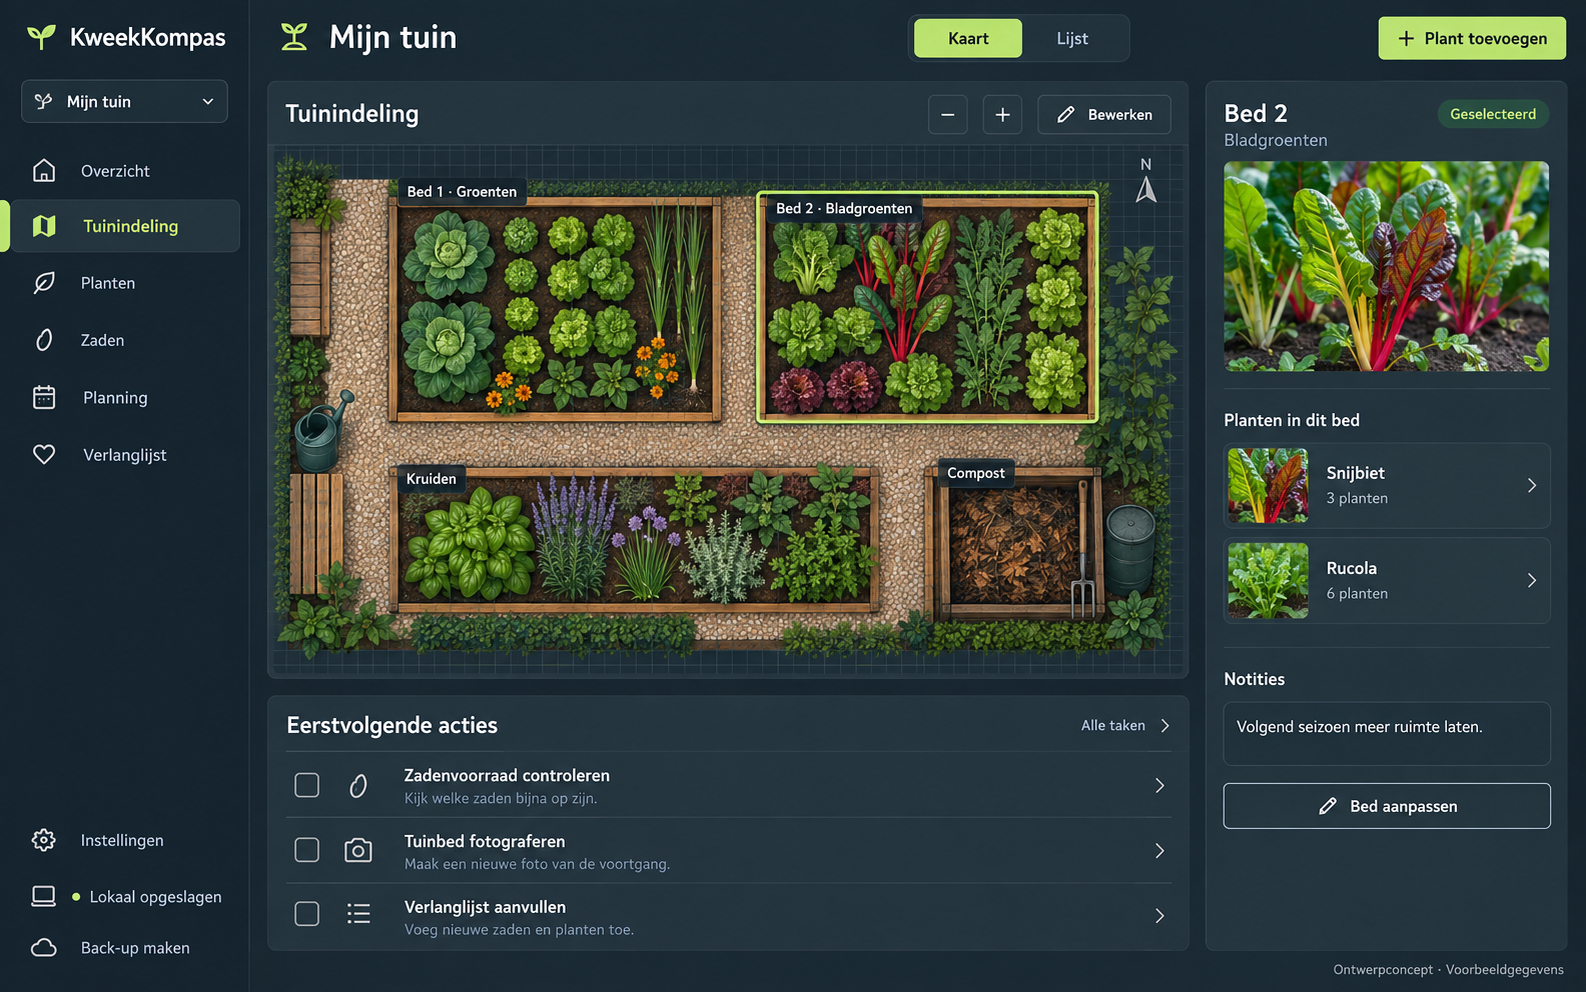 KweekKompas
Mijn tuin
Overzicht
Tuinindeling
Planten
Zaden
Planning
Verlanglijst
Instellingen
Lokaal opgeslagen
Back-up maken
Mijn tuin
Kaart
Lijst
+ Plant toevoegen
Tuinindeling
Bewerken
N
Bed 1 · Groenten
Bed 2 · Bladgroenten
Kruiden
Compost
Eerstvolgende acties
Alle taken
Zadenvoorraad controleren
Kijk welke zaden bijna op zijn.
Tuinbed fotograferen
Maak een nieuwe foto van de voortgang.
Verlanglijst aanvullen
Voeg nieuwe zaden en planten toe.
Bed 2
Geselecteerd
Bladgroenten
Planten in dit bed
Snijbiet
3 planten
Rucola
6 planten
Notities
Volgend seizoen meer ruimte laten.
Bed aanpassen
Ontwerpconcept · Voorbeeldgegevens